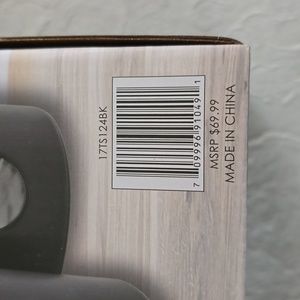 17TS124BK
7 09996 91049 1
MSRP $69.99
MADE IN CHINA